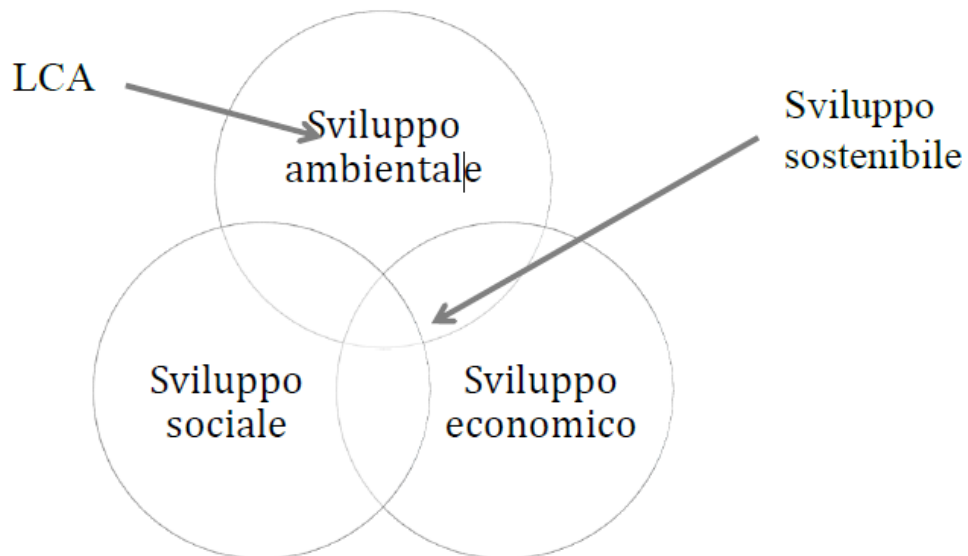 LCA
Sviluppo
ambientale
Sviluppo
sostenibile
Sviluppo
sociale
Sviluppo
economico